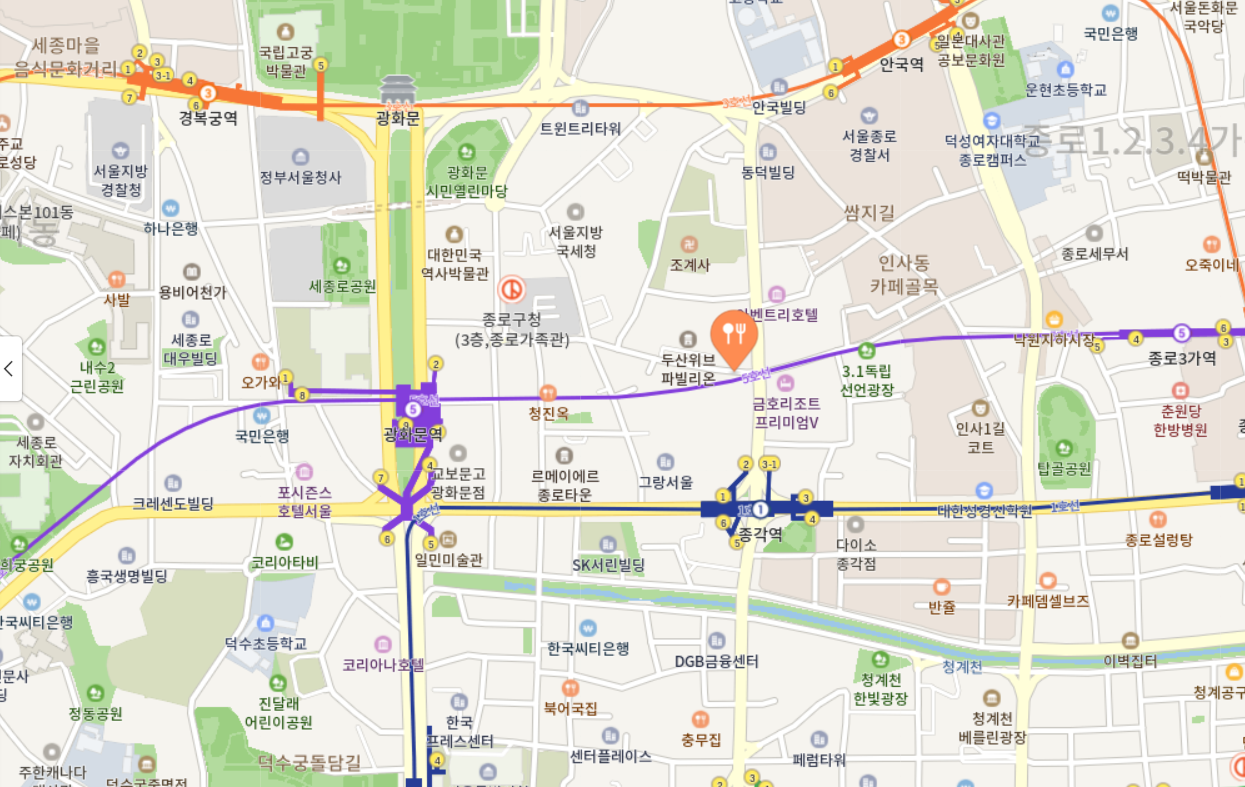 세종마을
음식문화거리
국립고궁
박물관
경복궁역
광화문
트윈트리타워
3호선
안국빌딩
안국역
일본대사관
공보문화원
국민은행
서울돈화문
국악당
운현초등학교
종로1.2.3.4가
덕성여자대학교
종로캠퍼스
떡박물관
서울종로
경찰서
동덕빌딩
서울지방
경찰청
정부서울청사
광화문
시민열린마당
하나은행
스본101동
서울지방
국세청
대한민국
역사박물관
조계사
쌈지길
인사동
카페골목
종로세무서
오죽이네
사발
용비어천가
세종로공원
종로구청
(3층,종로가족관)
세종로
대우빌딩
내수2
근린공원
오가와
두산위브
파빌리온
5호선
3.1독립
선언광장
낙원지하시장
종로3가역
금호리조트
프리미엄V
춘원당
한방병원
청진옥
광화문역
국민은행
세종로
자치회관
인사1길
코트
탑골공원
교보문고
광화문점
르메이에르
종로타운
그랑서울
크레센도빌딩
포시즌스
호텔서울
1호선
종각역
대한성경신학원
1호선
다이소
종각점
종로설렁탕
일민미술관
SK서린빌딩
코리아타비
흥국생명빌딩
반쥴
카페뎀셀브즈
한국씨티은행
덕수초등학교
코리아나호텔
한국씨티은행
DGB금융센터
청계천
한빛광장
청계천
이벽집터
진달래
어린이공원
정동공원
북어국집
충무집
한국
프레스센터
센터플레이스
페럼타워
청계천
베를린광장
덕수궁돌담길
주한캐나다